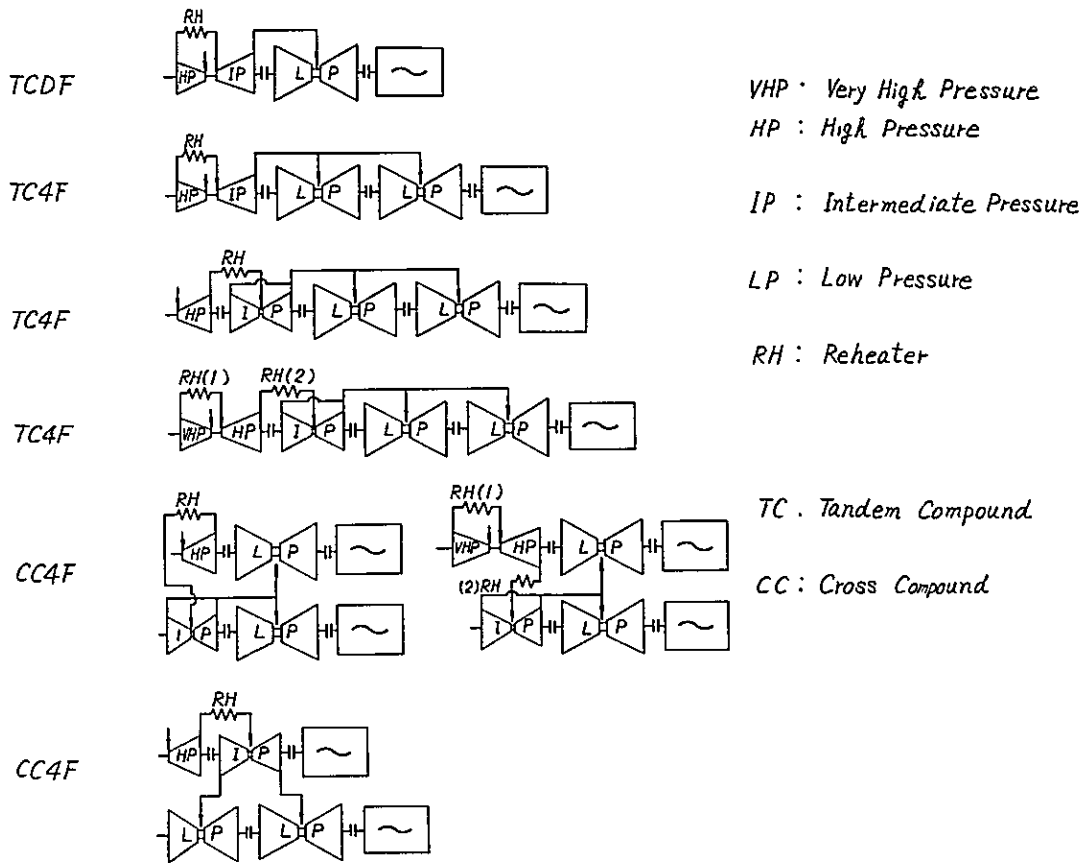 RH
TCDF
HP
IP
L P
VHP . Very High Pressure
HP : High Pressure
RH
TC4F
HP
IP
L P
L P
IP : Intermediate Pressure
RH
TC4F
HP
I P
L P
L P
LP : Low Pressure
RH : Reheater
RH(1)
RH(2)
TC4F
VHP
HP
I P
L P
L P
RH
CC4F
HP
L P
I P
L P
RH(1)
VHP
HP
L P
(2)RH
I P
L P
TC . Tandem Compound
CC : Cross Compound
RH
CC4F
HP
I P
L P
L P